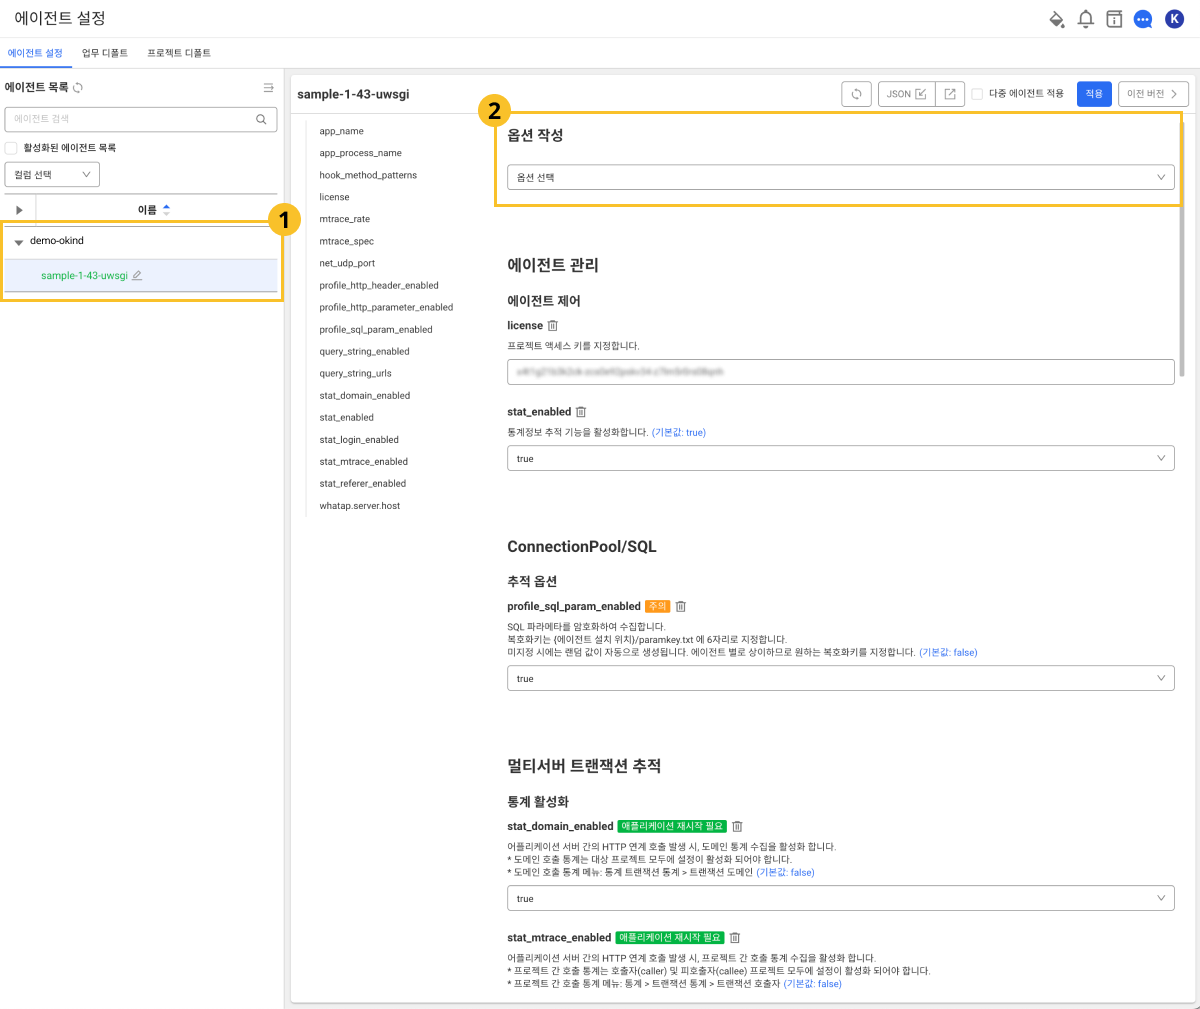 에이전트 설정
K
에이전트 설정 업무 디폴트 프로젝트 디폴트
에이전트 목록
에이전트 검색
활성화된 에이전트 목록
컬럼 선택
이름
1
demo-okind
sample-1-43-uwsgi
sample-1-43-uwsgi
JSON
다중 에이전트 적용
적용
이전 버전
app_name
app_process_name
hook_method_patterns
license
mtrace_rate
mtrace_spec
net_udp_port
profile_http_header_enabled
profile_http_parameter_enabled
profile_sql_param_enabled
query_string_enabled
query_string_urls
stat_domain_enabled
stat_enabled
stat_login_enabled
stat_mtrace_enabled
stat_referer_enabled
whatap.server.host
2
옵션 작성
옵션 선택
에이전트 관리
에이전트 제어
license
프로젝트 액세스 키를 지정합니다.
stat_enabled
통계정보 추적 기능을 활성화합니다. (기본값: true)
true
ConnectionPool/SQL
추적 옵션
profile_sql_param_enabled 주의
SQL 파라메타를 암호화하여 수집합니다.
복호화키는 {에이전트 설치 위치}/paramkey.txt 에 6자리로 지정합니다.
미지정 시에는 랜덤 값이 자동으로 생성됩니다. 에이전트 별로 상이하므로 원하는 복호화키를 지정합니다. (기본값: false)
true
멀티서버 트랜잭션 추적
통계 활성화
stat_domain_enabled 애플리케이션 재시작 필요
어플리케이션 서버 간의 HTTP 연계 호출 발생 시, 도메인 통계 수집을 활성화 합니다.
* 도메인 호출 통계는 대상 프로젝트 모두에 설정이 활성화 되어야 합니다.
* 도메인 호출 통계 메뉴: 통계 트랜잭션 통계 > 트랜잭션 도메인 (기본값: false)
true
stat_mtrace_enabled 애플리케이션 재시작 필요
어플리케이션 서버 간의 HTTP 연계 호출 발생 시, 프로젝트 간 호출 통계 수집을 활성화 합니다.
* 프로젝트 간 호출 통계는 호출자(caller) 및 피호출자(callee) 프로젝트 모두에 설정이 활성화 되어야 합니다.
* 프로젝트 간 호출 통계 메뉴: 통계 > 트랜잭션 통계 > 트랜잭션 호출자 (기본값: false)